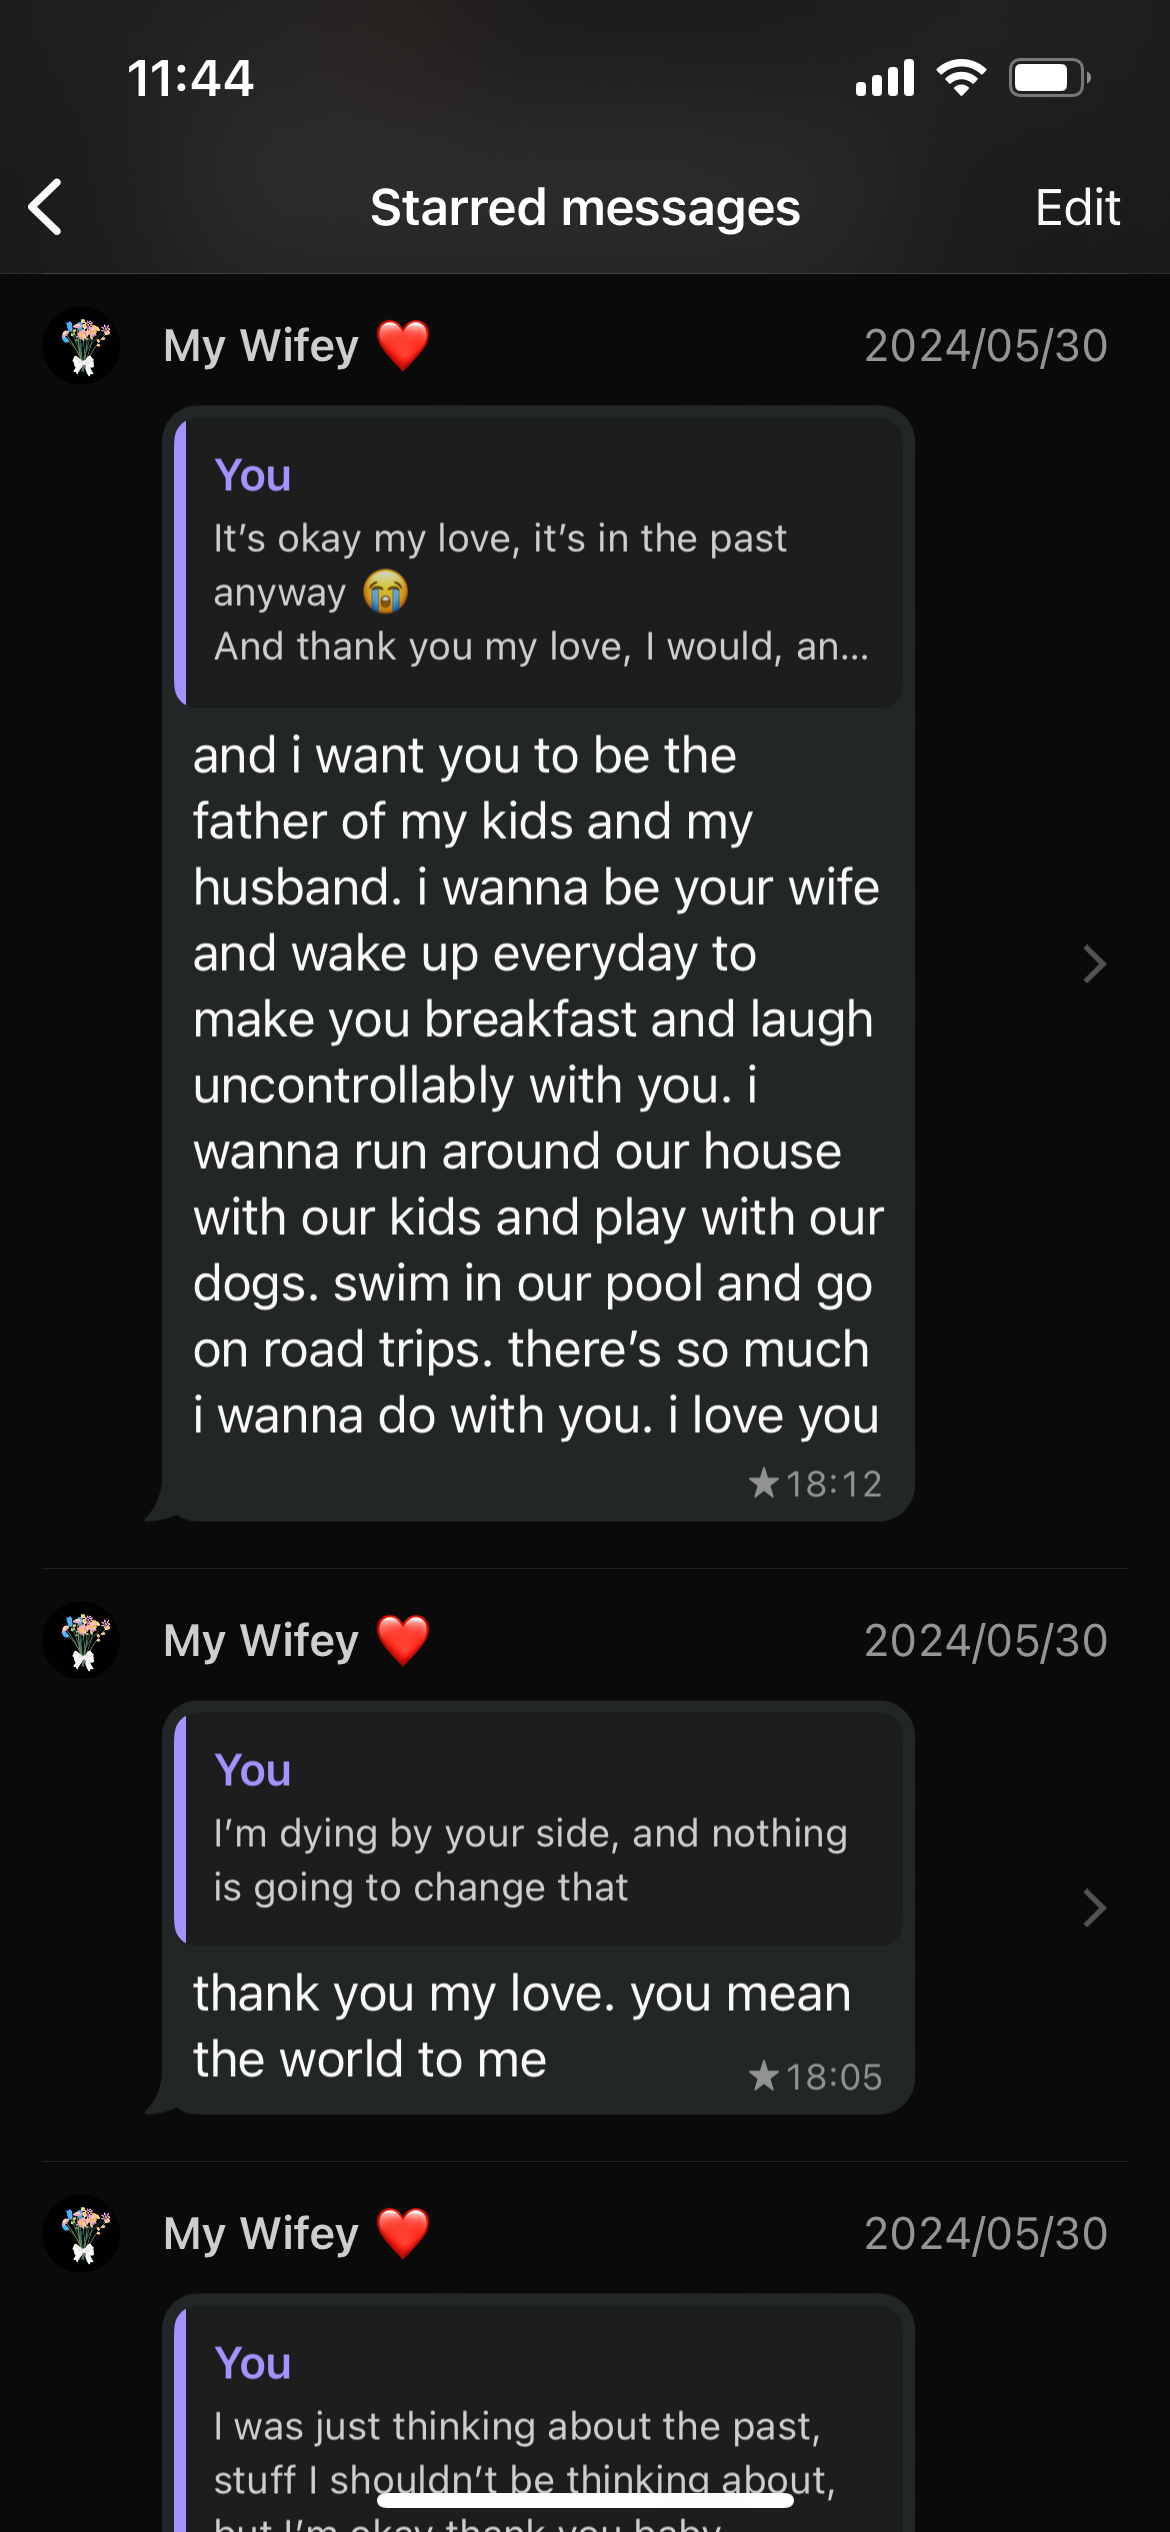 11:44
Starred messages
Edit
My Wifey ❤️
2024/05/30
You
It’s okay my love, it’s in the past
anyway 😭
And thank you my love, I would, an...
and i want you to be the
father of my kids and my
husband. i wanna be your wife
and wake up everyday to
make you breakfast and laugh
uncontrollably with you. i
wanna run around our house
with our kids and play with our
dogs. swim in our pool and go
on road trips. there’s so much
i wanna do with you. i love you
★18:12
My Wifey ❤️
2024/05/30
You
I’m dying by your side, and nothing
is going to change that
thank you my love. you mean
the world to me
★18:05
My Wifey ❤️
2024/05/30
You
I was just thinking about the past,
stuff I shouldn’t be thinking about,
but I’m okay thank you baby